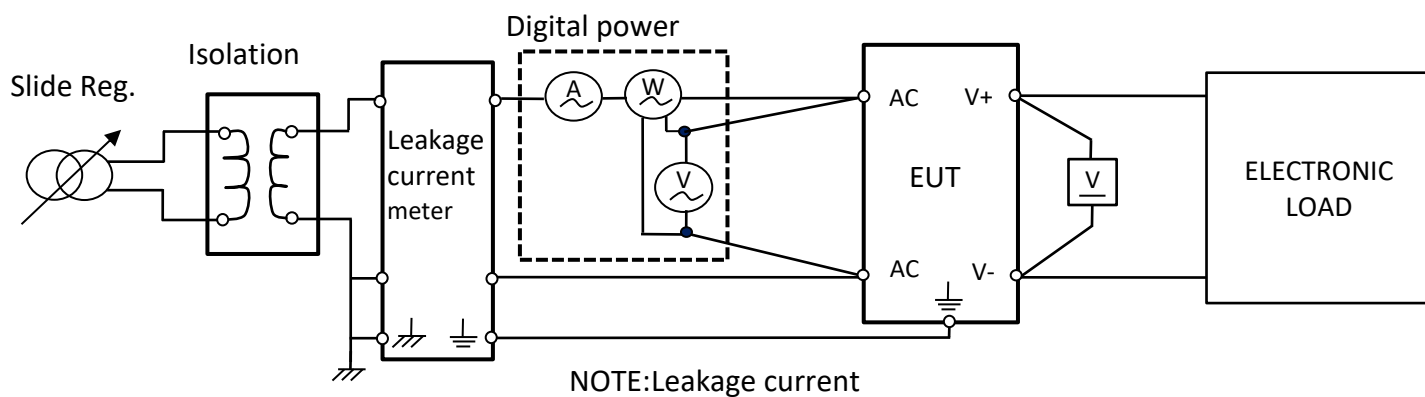 Digital power
Isolation
Slide Reg.
A
W
AC
V+
Leakage
current
meter
V
EUT
V
ELECTRONIC
LOAD
AC
V-
NOTE:Leakage current